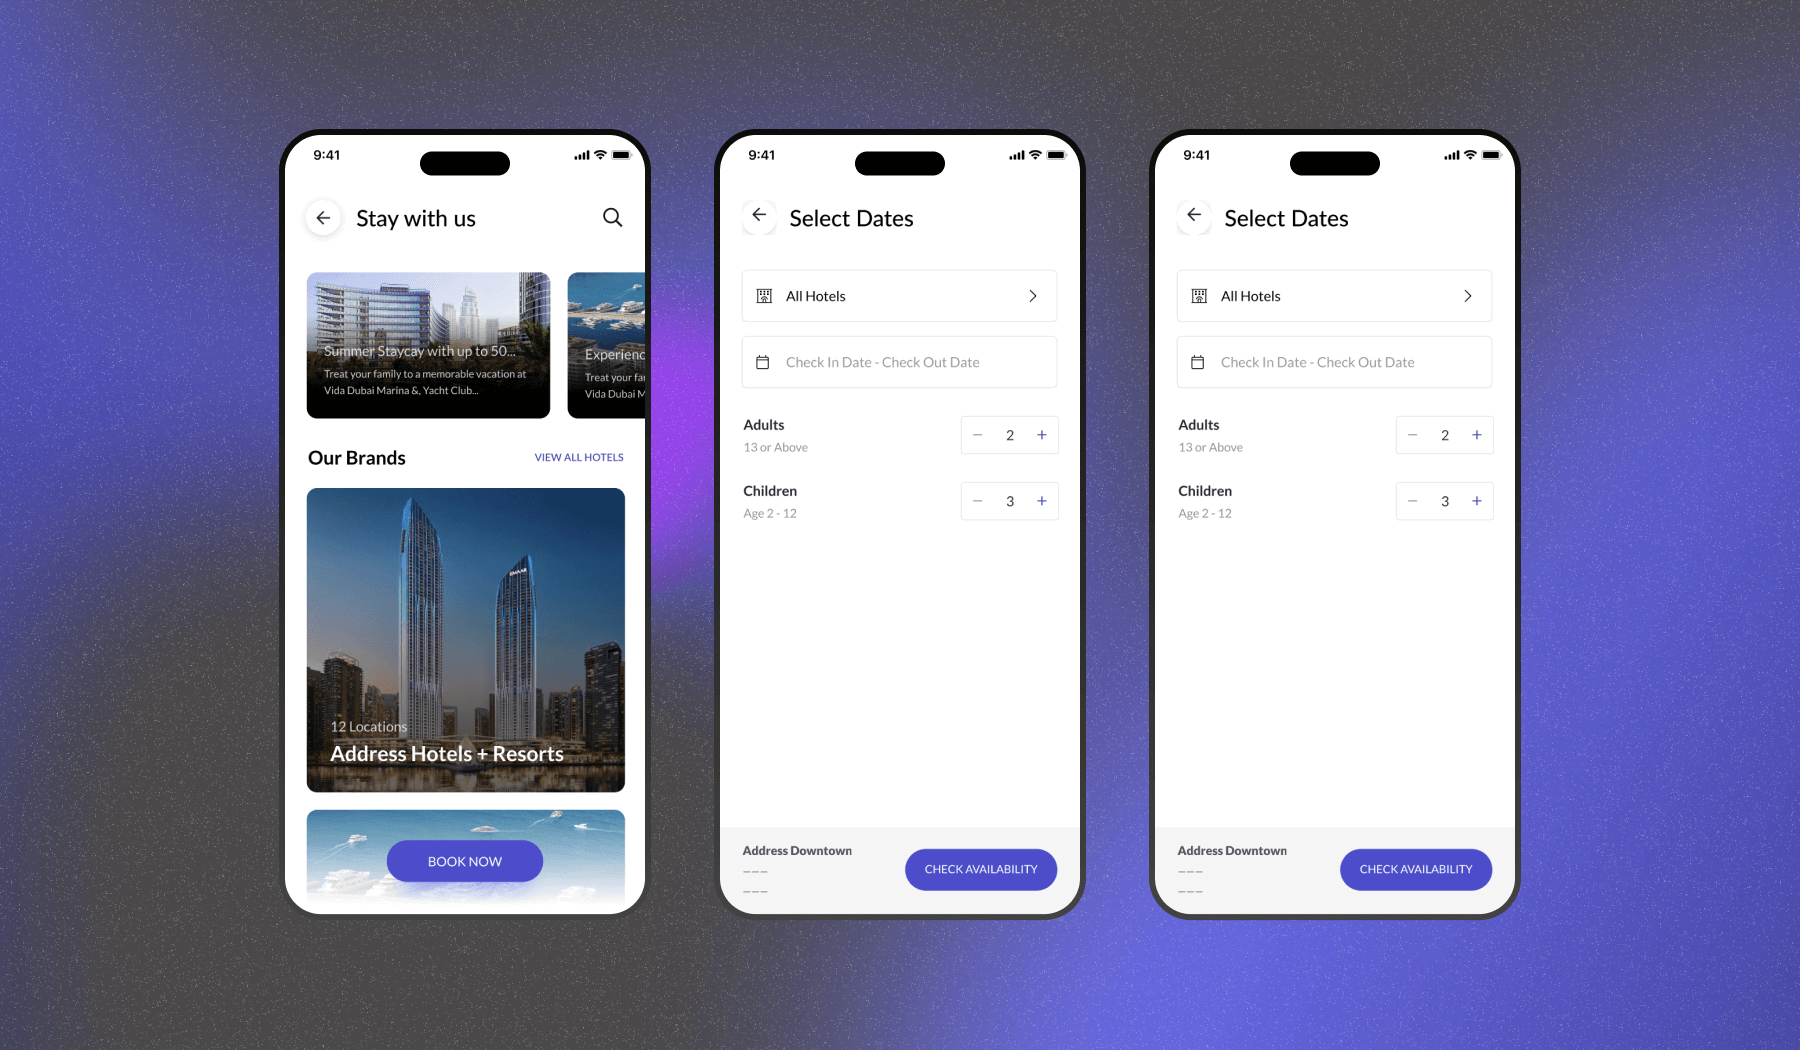 9:41
Stay with us
Summer Staycay with up to 50...
Treat your family to a memorable vacation at
Vida Dubai Marina &, Yacht Club...
Experienc
Treat your fa
Vida Dubai M
Our Brands
VIEW ALL HOTELS
EMAAR
12 Locations
Address Hotels + Resorts
BOOK NOW
9:41
Select Dates
All Hotels
Check In Date - Check Out Date
Adults
13 or Above
2
Children
Age 2 - 12
3
Address Downtown
---
---
CHECK AVAILABILITY
9:41
Select Dates
All Hotels
Check In Date - Check Out Date
Adults
13 or Above
2
Children
Age 2 - 12
3
Address Downtown
---
---
CHECK AVAILABILITY